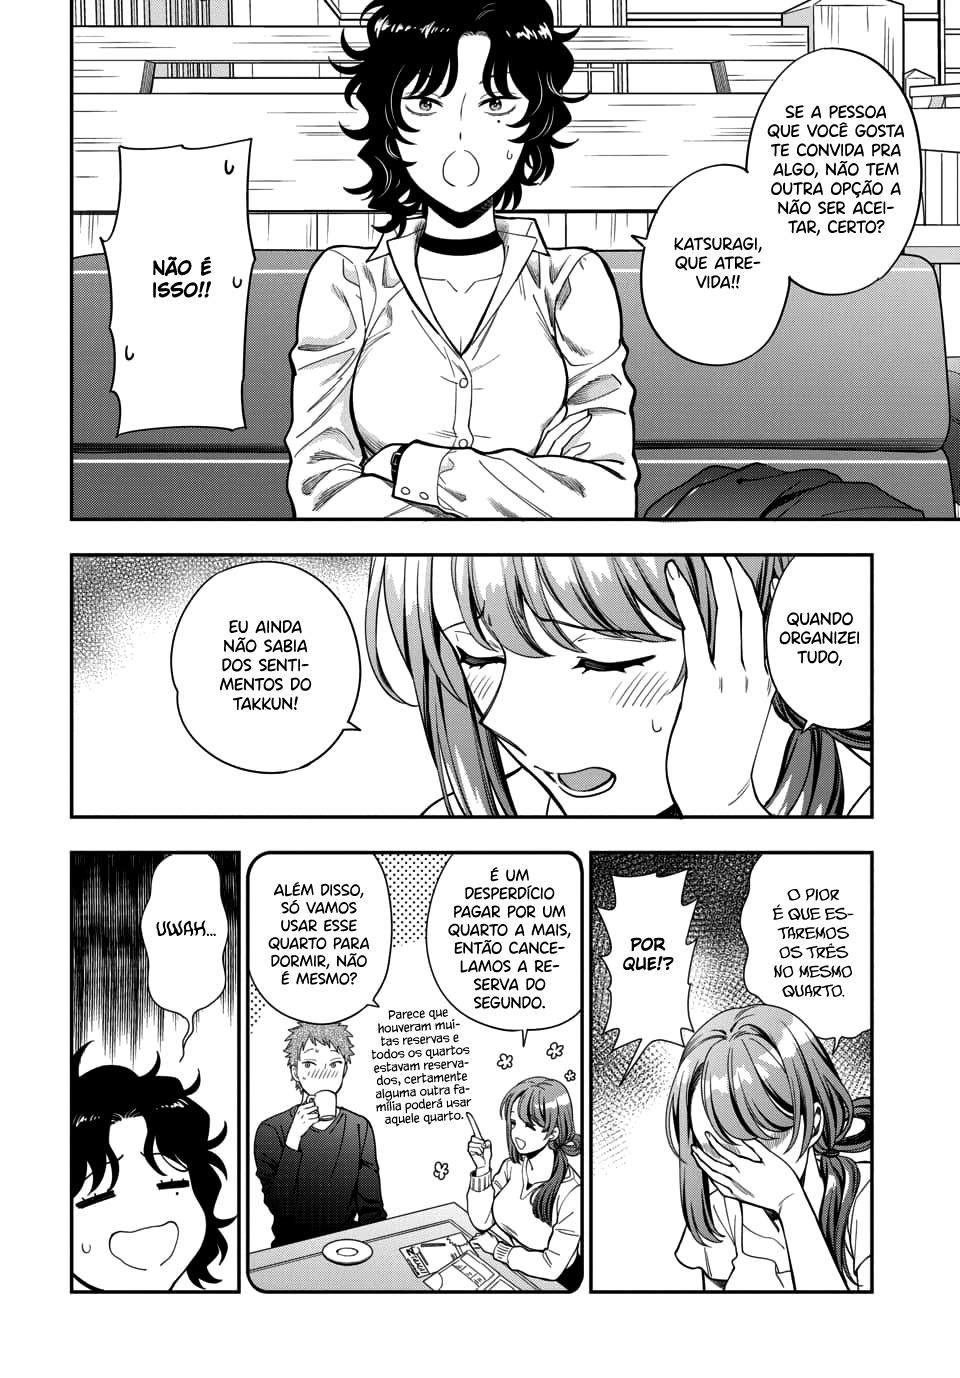 SE A PESSOA
QUE VOCÊ GOSTA
TE CONVIDA PRA
ALGO, NÃO TEM
OUTRA OPÇÃO A
NÃO SER ACEI-
TAR, CERTO?
KATSURAGI,
QUE ATRE-
VIDA!!
NÃO É
ISSO!!
QUANDO
ORGANIZEI
TUDO,
EU AINDA
NÃO SABIA
DOS SENTI-
MENTOS DO
TAKKUN!
O PIOR
É QUE ES-
TAREMOS
OS TRÊS
NO MESMO
QUARTO.
POR
QUE!?
É UM
DESPERDÍCIO
PAGAR POR UM
QUARTO A MAIS,
ENTÃO CANCE-
LAMOS A RE-
SERVA DO
SEGUNDO.
Parece que
houveram mui-
tas reservas e
todos os quartos
estavam reserva-
dos, certamente
alguma outra fa-
mília poderá usar
aquele quarto.
ALÉM DISSO,
SÓ VAMOS
USAR ESSE
QUARTO PARA
DORMIR, NÃO
É MESMO?
UWAH...